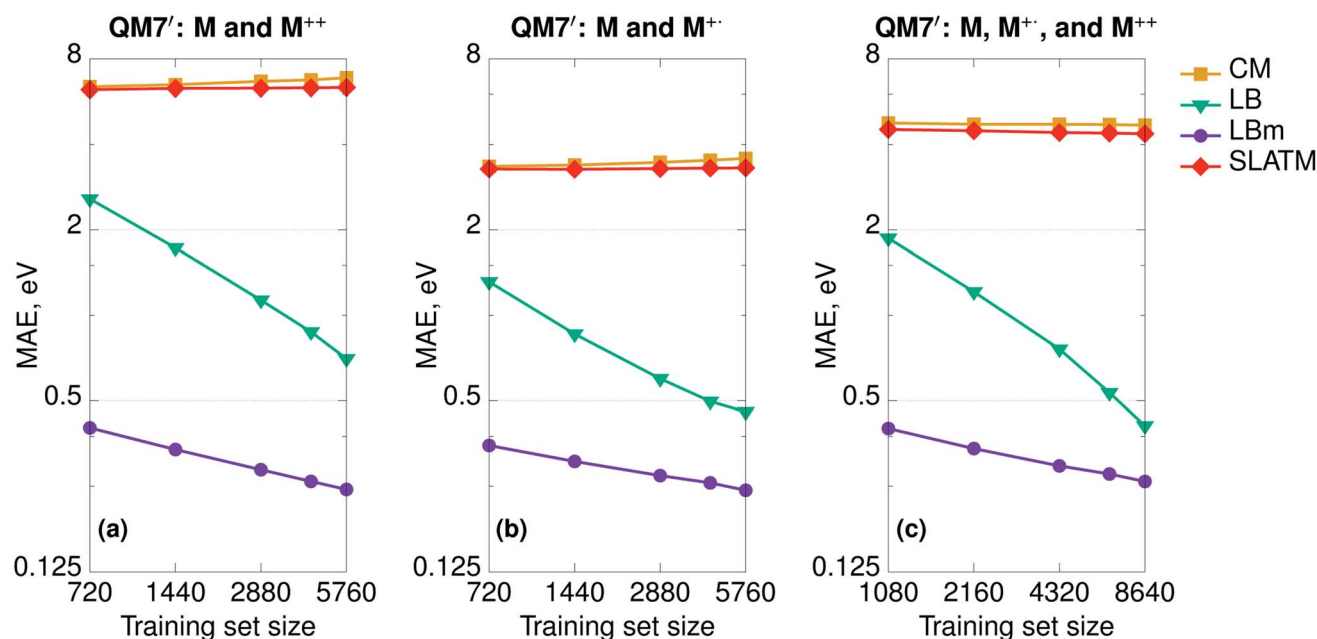 QM7′: M and M⁺⁺
QM7′: M and M⁺·
QM7′: M, M⁺·, and M⁺⁺
CM
LB
LBm
SLATM
MAE, eV
8
2
0.5
0.125
(a)
720 1440 2880 5760
Training set size
MAE, eV
8
2
0.5
0.125
(b)
720 1440 2880 5760
Training set size
MAE, eV
8
2
0.5
0.125
(c)
1080 2160 4320 8640
Training set size